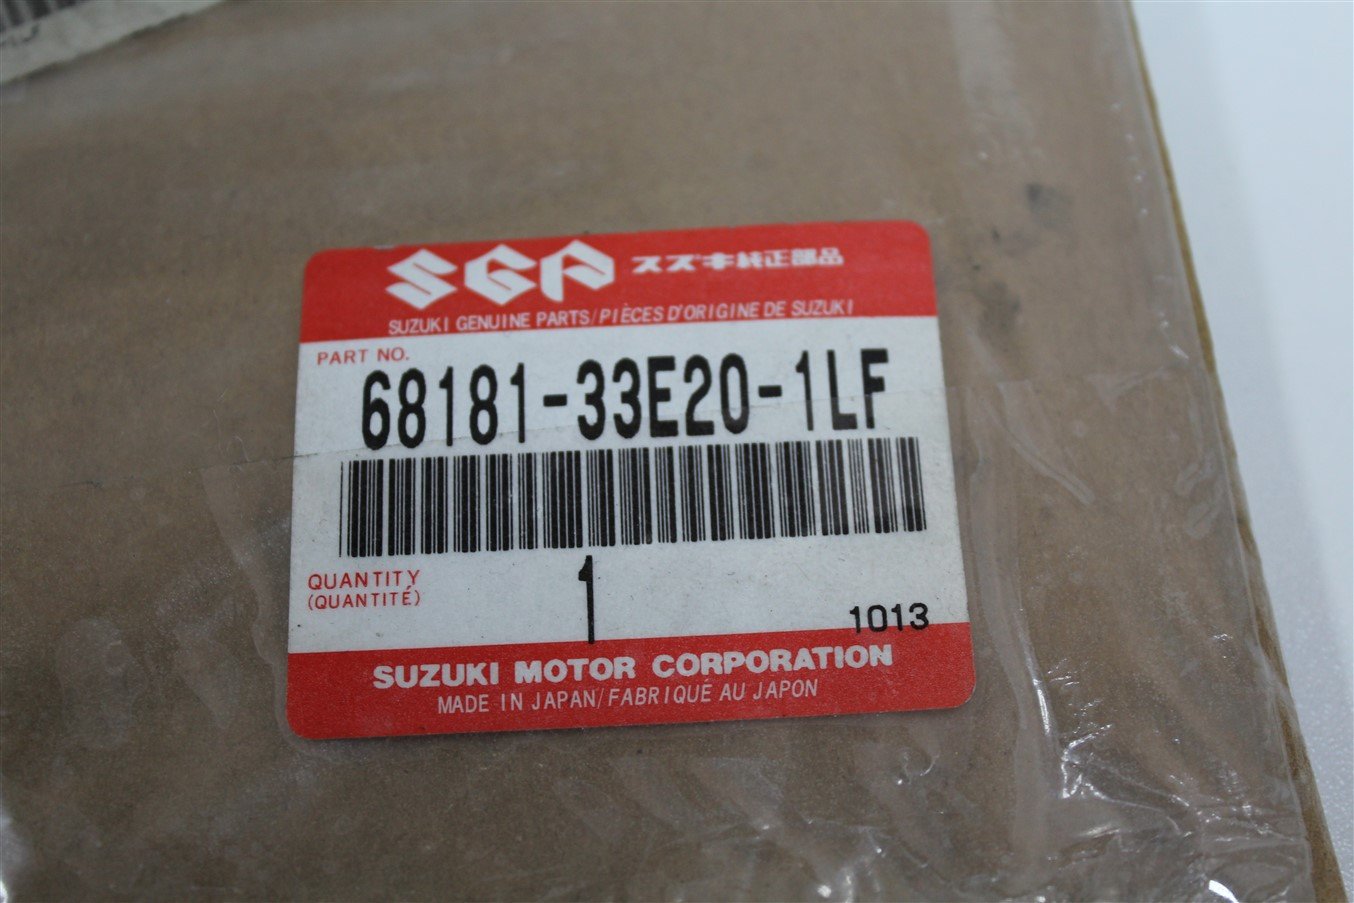 SGP スズキ純正部品
SUZUKI GENUINE PARTS/PIÈCES D'ORIGINE DE SUZUKI
PART NO.
68181-33E20-1LF
QUANTITY
(QUANTITÉ)
1
1013
SUZUKI MOTOR CORPORATION
MADE IN JAPAN/FABRIQUÉ AU JAPON